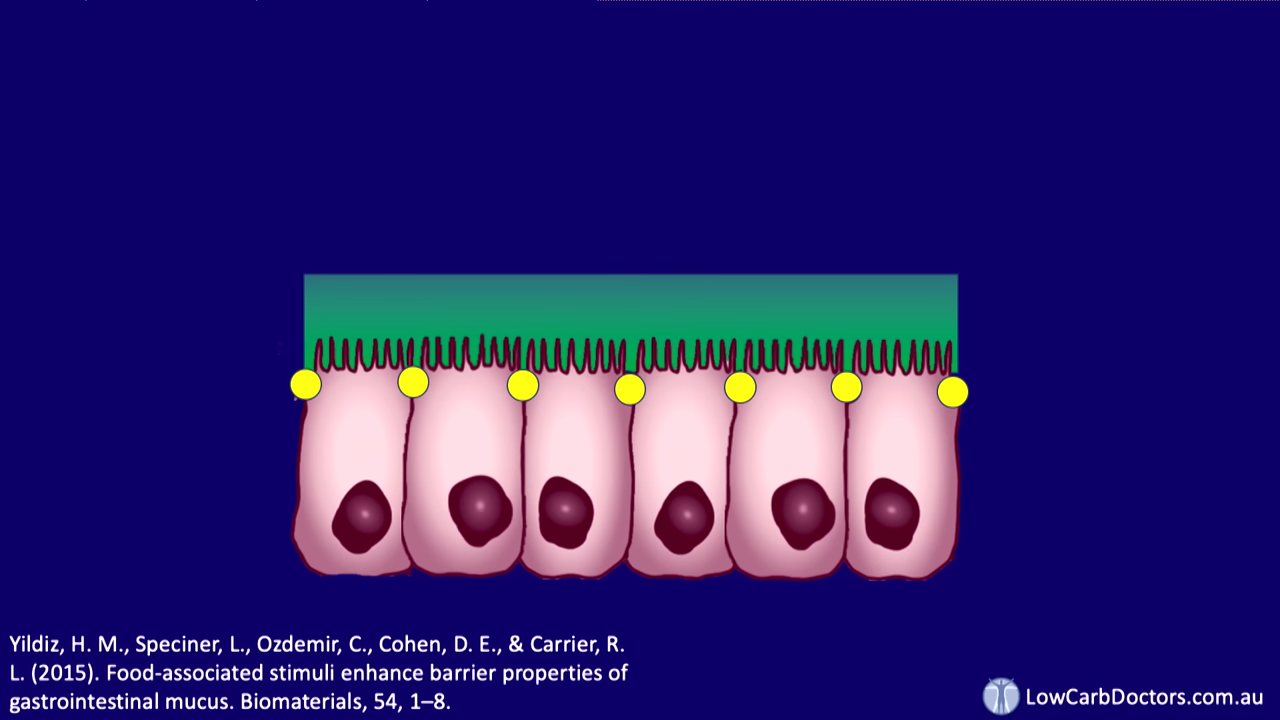 Yildiz, H. M., Speciner, L., Ozdemir, C., Cohen, D. E., & Carrier, R.
L. (2015). Food-associated stimuli enhance barrier properties of
gastrointestinal mucus. Biomaterials, 54, 1–8.
LowCarbDoctors.com.au